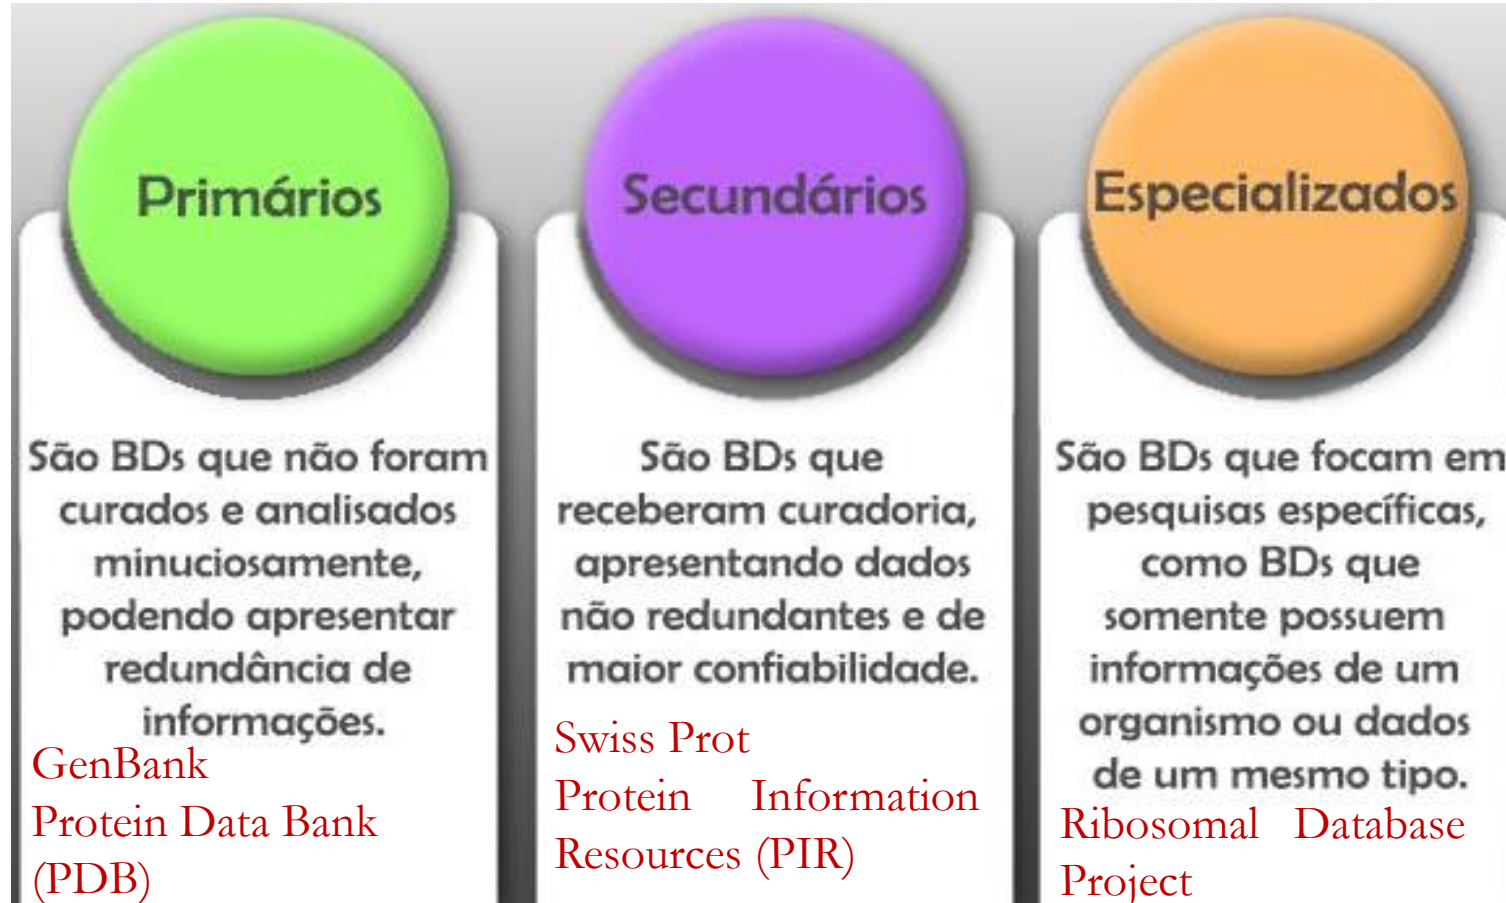 Primários
São BDs que não foram
curados e analisados
minuciosamente,
podendo apresentar
redundância de
informações.
GenBank
Protein Data Bank
(PDB)
Secundários
São BDs que
receberam curadoria,
apresentando dados
não redundantes e de
maior confiabilidade.
Swiss Prot
Protein Information
Resources (PIR)
Especializados
São BDs que focam em
pesquisas específicas,
como BDs que
somente possuem
informações de um
organismo ou dados
de um mesmo tipo.
Ribosomal Database
Project